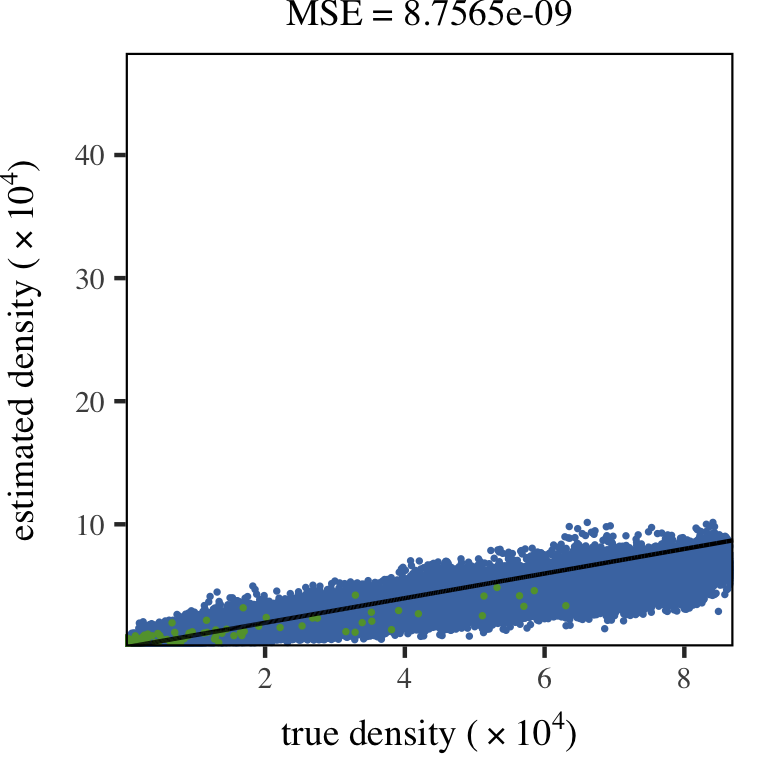 MSE = 8.7565e-09
estimated density ( × 10⁴)
40
30
20
10
2 4 6 8
true density ( × 10⁴)